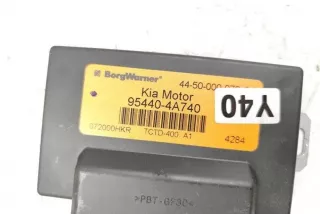 BorgWarner
44-50-000
Kia Motor
95440-4A740
Y40
072000HKR TCTD-400. A1 4284